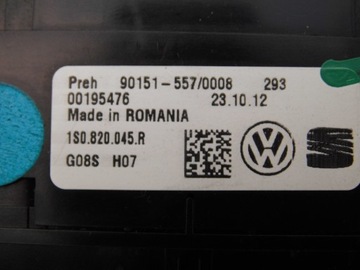 Preh 90151-557/0008 293
00195476 23.10.12
Made in ROMANIA
1S0.820.045.R
G08S H07